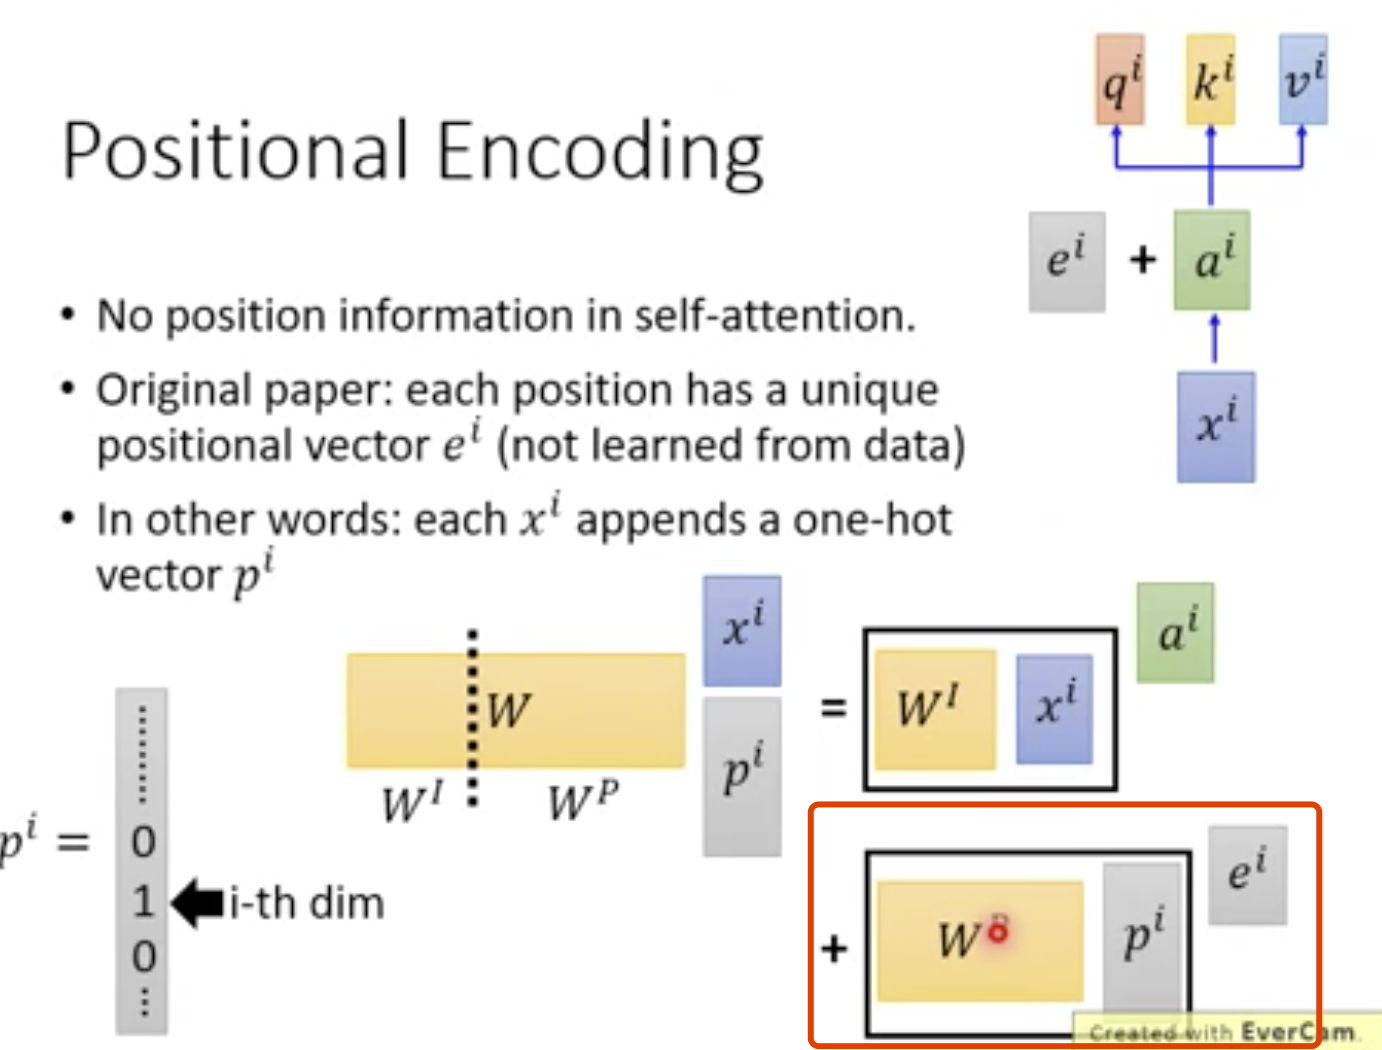 q^i k^i v^i
Positional Encoding
e^i + a^i
• No position information in self-attention.
x^i
• Original paper: each position has a unique
positional vector e^i (not learned from data)
• In other words: each x^i appends a one-hot
vector p^i
x^i
a^i
W
= W^I x^i
p^i
W^I W^P
p^i =
0
1
i-th dim
0
e^i
+ W p^i
Created with EverCam.